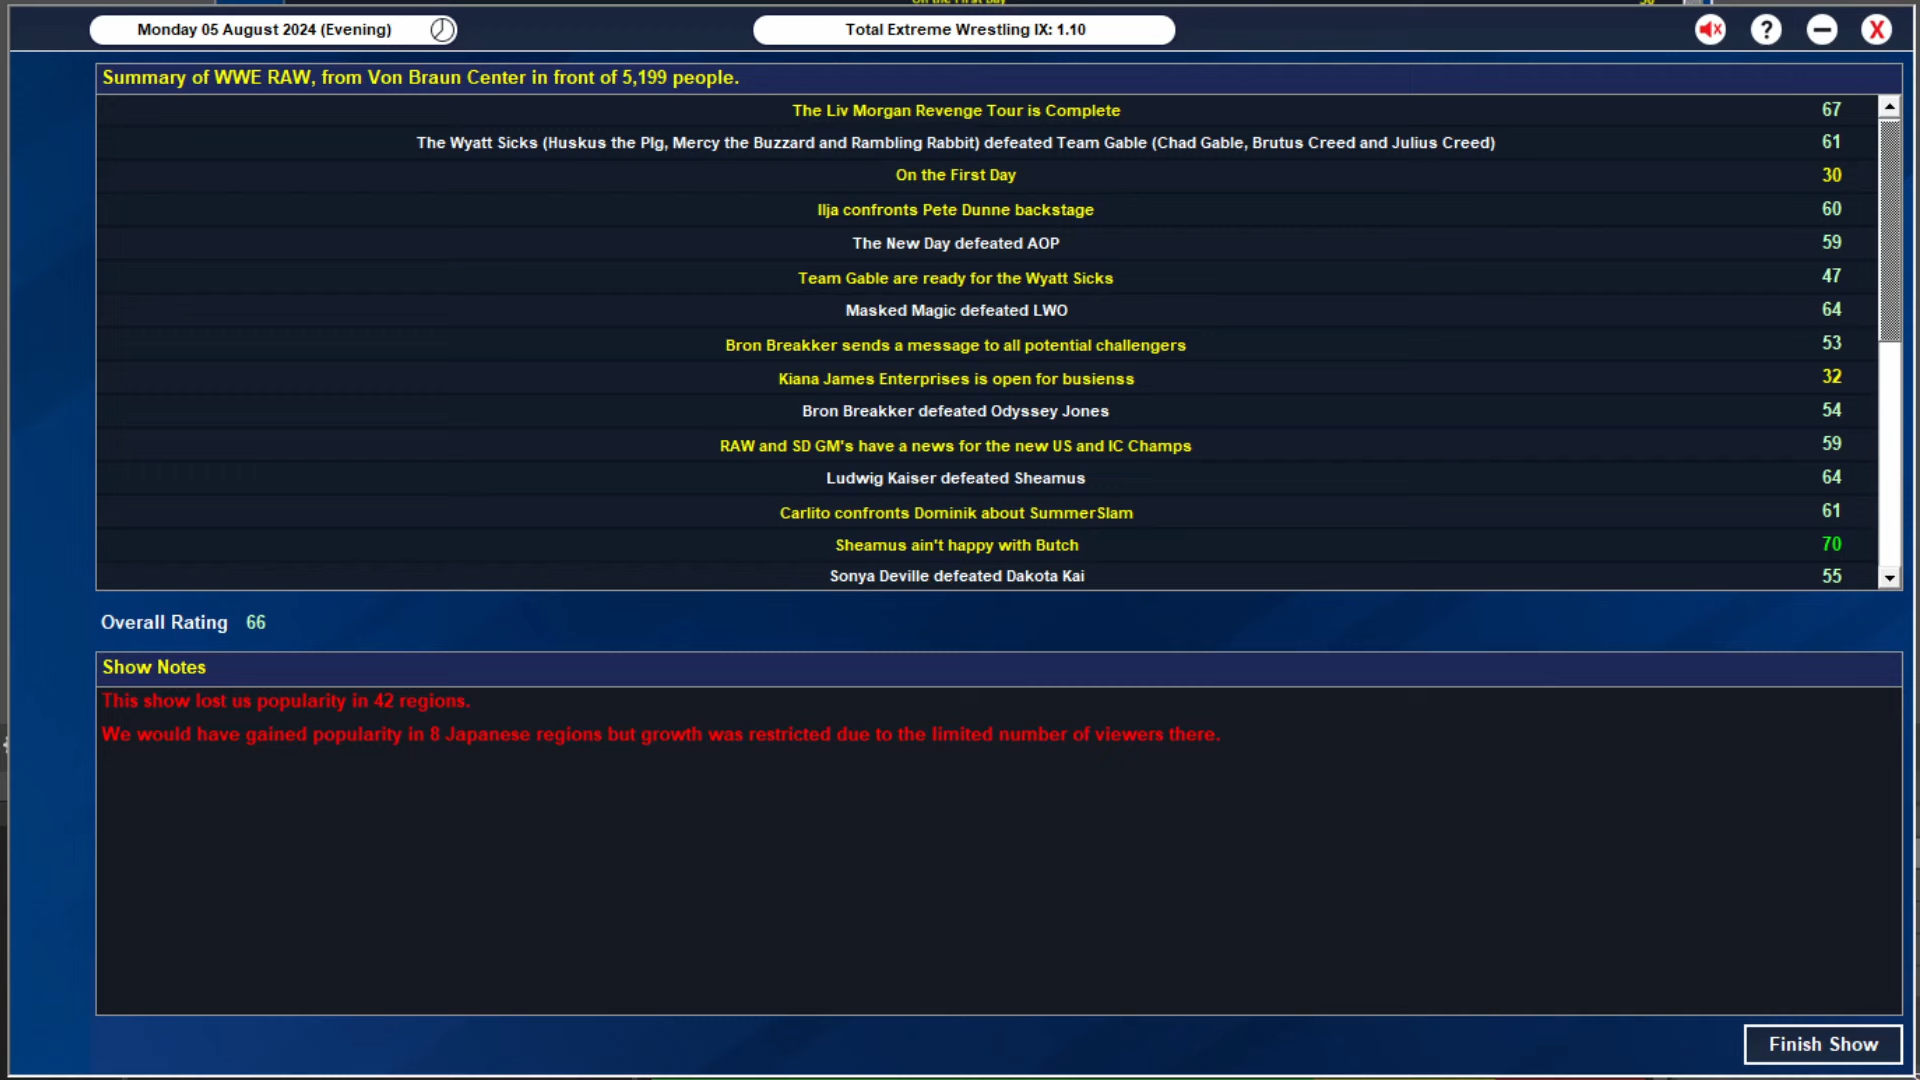 On the First Day
Monday 05 August 2024 (Evening)
Total Extreme Wrestling IX: 1.10
?
X
Summary of WWE RAW, from Von Braun Center in front of 5,199 people.
The Liv Morgan Revenge Tour is Complete 67
The Wyatt Sicks (Huskus the PIg, Mercy the Buzzard and Rambling Rabbit) defeated Team Gable (Chad Gable, Brutus Creed and Julius Creed) 61
On the First Day 30
Ilja confronts Pete Dunne backstage 60
The New Day defeated AOP 59
Team Gable are ready for the Wyatt Sicks 47
Masked Magic defeated LWO 64
Bron Breakker sends a message to all potential challengers 53
Kiana James Enterprises is open for busienss 32
Bron Breakker defeated Odyssey Jones 54
RAW and SD GM's have a news for the new US and IC Champs 59
Ludwig Kaiser defeated Sheamus 64
Carlito confronts Dominik about SummerSlam 61
Sheamus ain't happy with Butch 70
Sonya Deville defeated Dakota Kai 55
Overall Rating 66
Show Notes
This show lost us popularity in 42 regions.
We would have gained popularity in 8 Japanese regions but growth was restricted due to the limited number of viewers there.
Finish Show